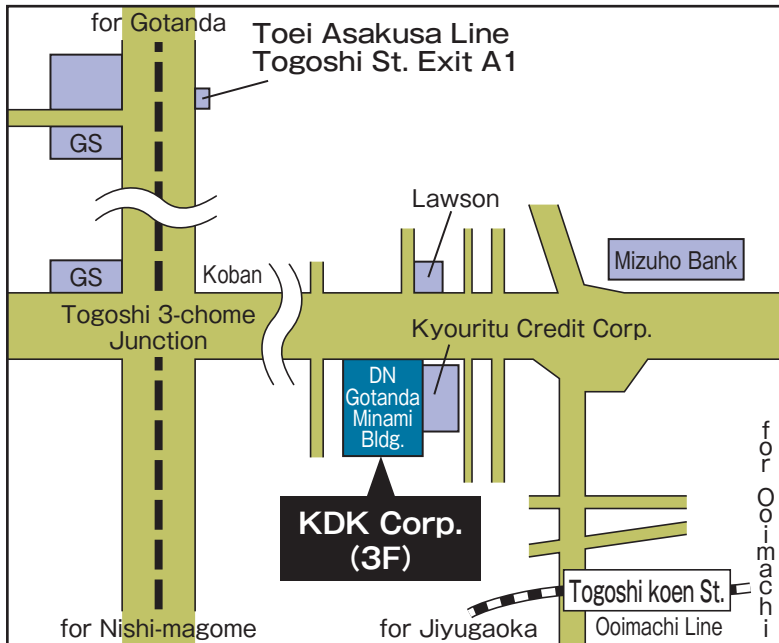 for Gotanda
Toei Asakusa Line
Togoshi St. Exit A1
GS
Lawson
GS
Koban
Mizuho Bank
Togoshi 3-chome
Junction
Kyouritu Credit Corp.
DN
Gotanda
Minami
Bldg.
for Ooimachi
KDK Corp.
(3F)
Togoshi koen St.
for Nishi-magome
for Jiyugaoka
Ooimachi Line